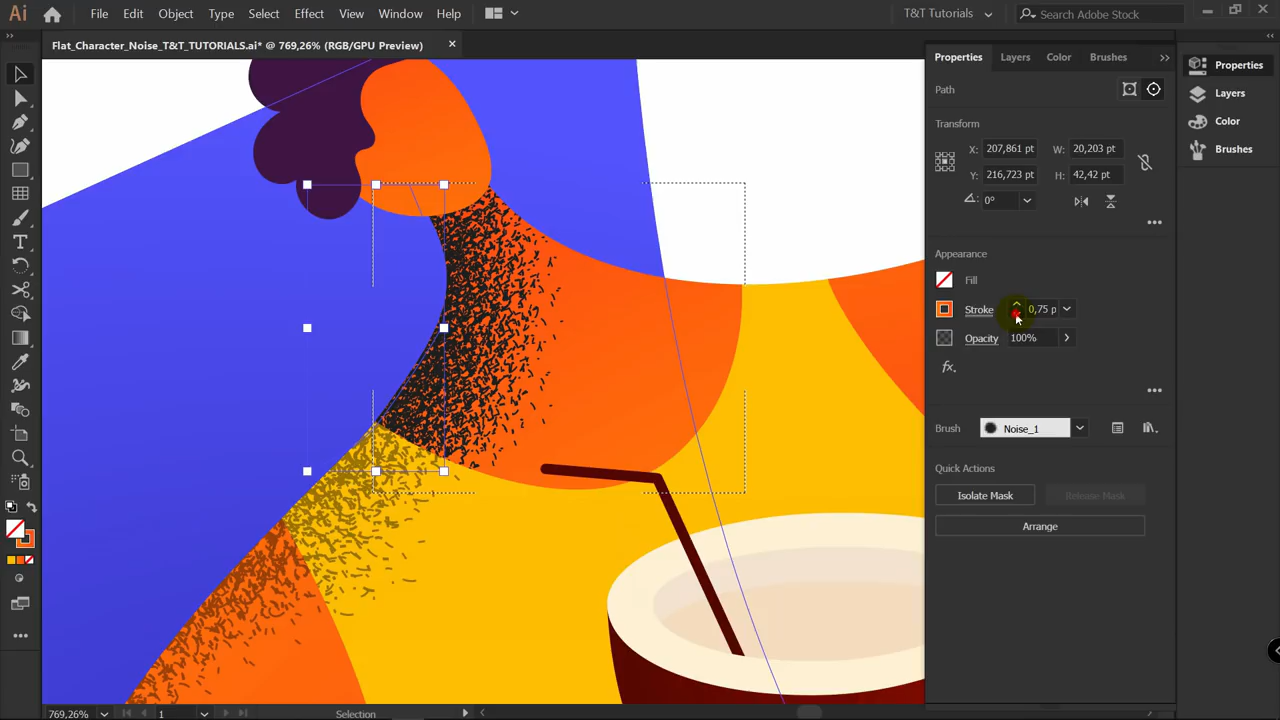 Ai File Edit Object Type Select Effect View Window Help T&T Tutorials Search Adobe Stock
Flat_Character_Noise_T&T_TUTORIALS.ai* @ 769,26% (RGB/GPU Preview)
Properties Layers Color Brushes
Path
Transform
X: 207,861 pt W: 20,203 pt
Y: 216,723 pt H: 42,42 pt
0°
Appearance
Fill
Stroke 0,75 p
Opacity 100%
fx.
Brush Noise_1
Quick Actions
Isolate Mask Release Mask
Arrange
Properties
Layers
Color
Brushes
769,26% 1 Selection